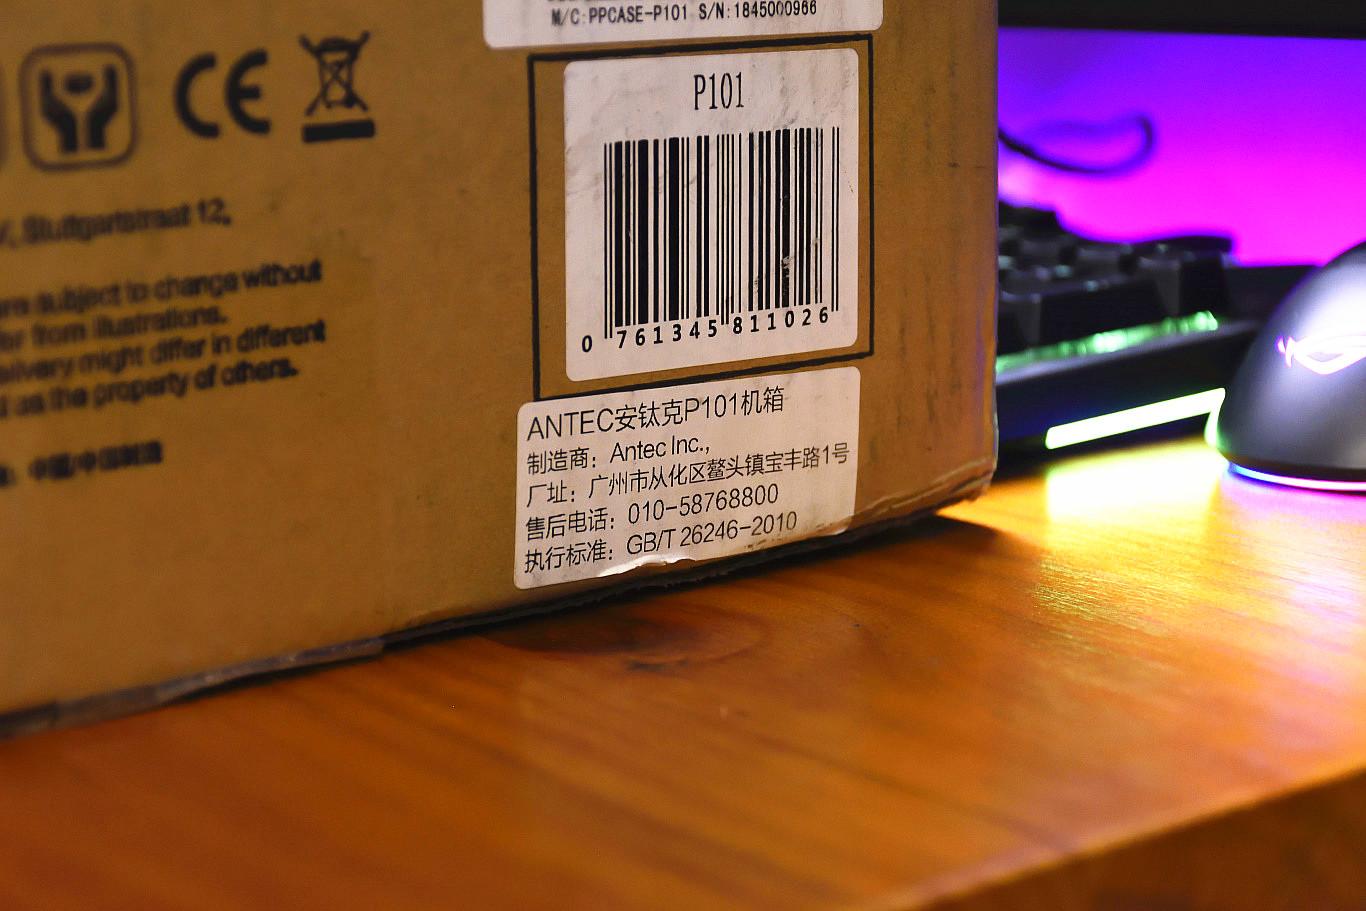 M/C:PPCASE-P101 S/N:1845000966
P101
0 761345 811026
CE
Stuttgartstraat 12,
subject to change without
from illustrations.
might differ in different
as the property of others.
ANTEC安钛克P101机箱
制造商：Antec Inc.,
厂址：广州市从化区鳌头镇宝丰路1号
售后电话：010-58768800
执行标准：GB/T 26246-2010